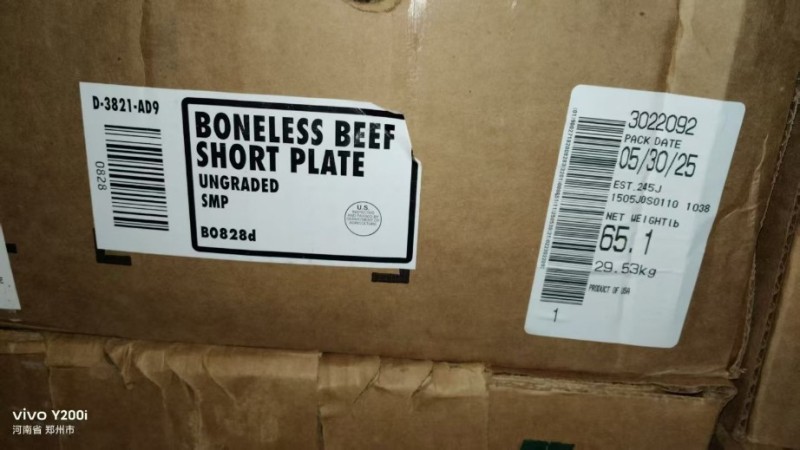 D-3821-AD9
0828
BONELESS BEEF
SHORT PLATE
UNGRADED
SMP
B0828d
U.S.
3022092
PACK DATE
05/30/25
EST.245J
1505JDS0110 1038
NET WEIGHTlb
65.1
29.53kg
PRODUCT OF USA
1
vivo Y200i
河南省 郑州市